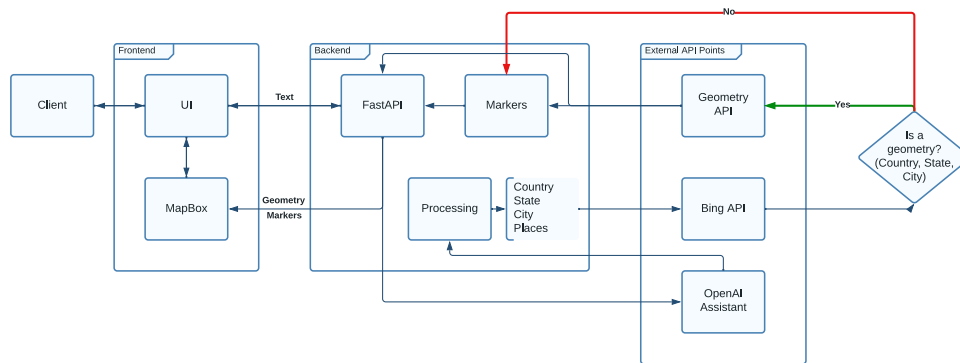 No
Frontend
Backend
External API Points
Client
UI
Text
FastAPI
Markers
Geometry
API
Yes
Is a
geometry?
(Country, State,
City)
MapBox
Geometry
Markers
Processing
Country
State
City
Places
Bing API
OpenAI
Assistant